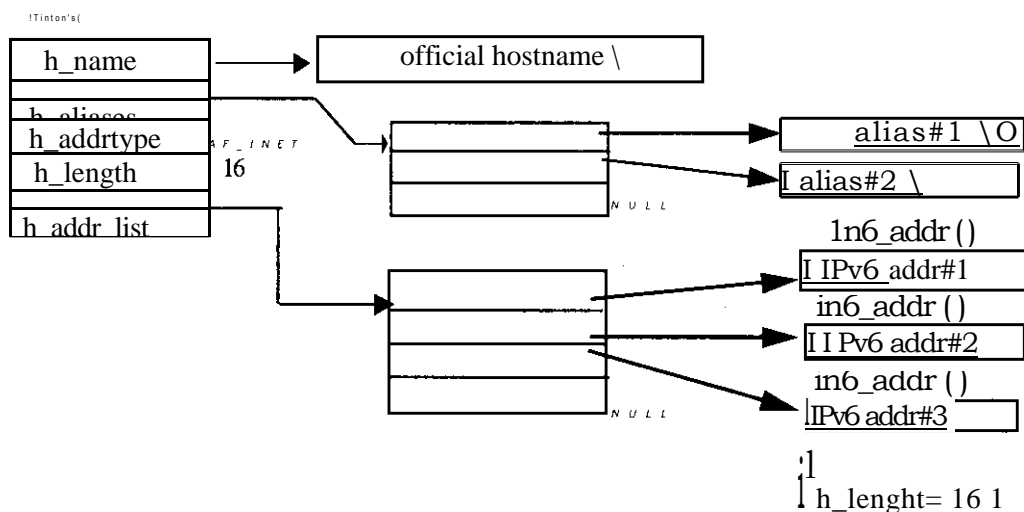 !Tinton's(
h_name
official hostname \
h_aliases
h_addrtype
AF_INET
h_length
16
h_addr_list
alias#1 \O
I alias#2 \
NULL
1n6_addr ()
I IPv6 addr#1
in6_addr ()
I I Pv6 addr#2
in6_addr ()
IPv6 addr#3
NULL
h_lenght= 16 1